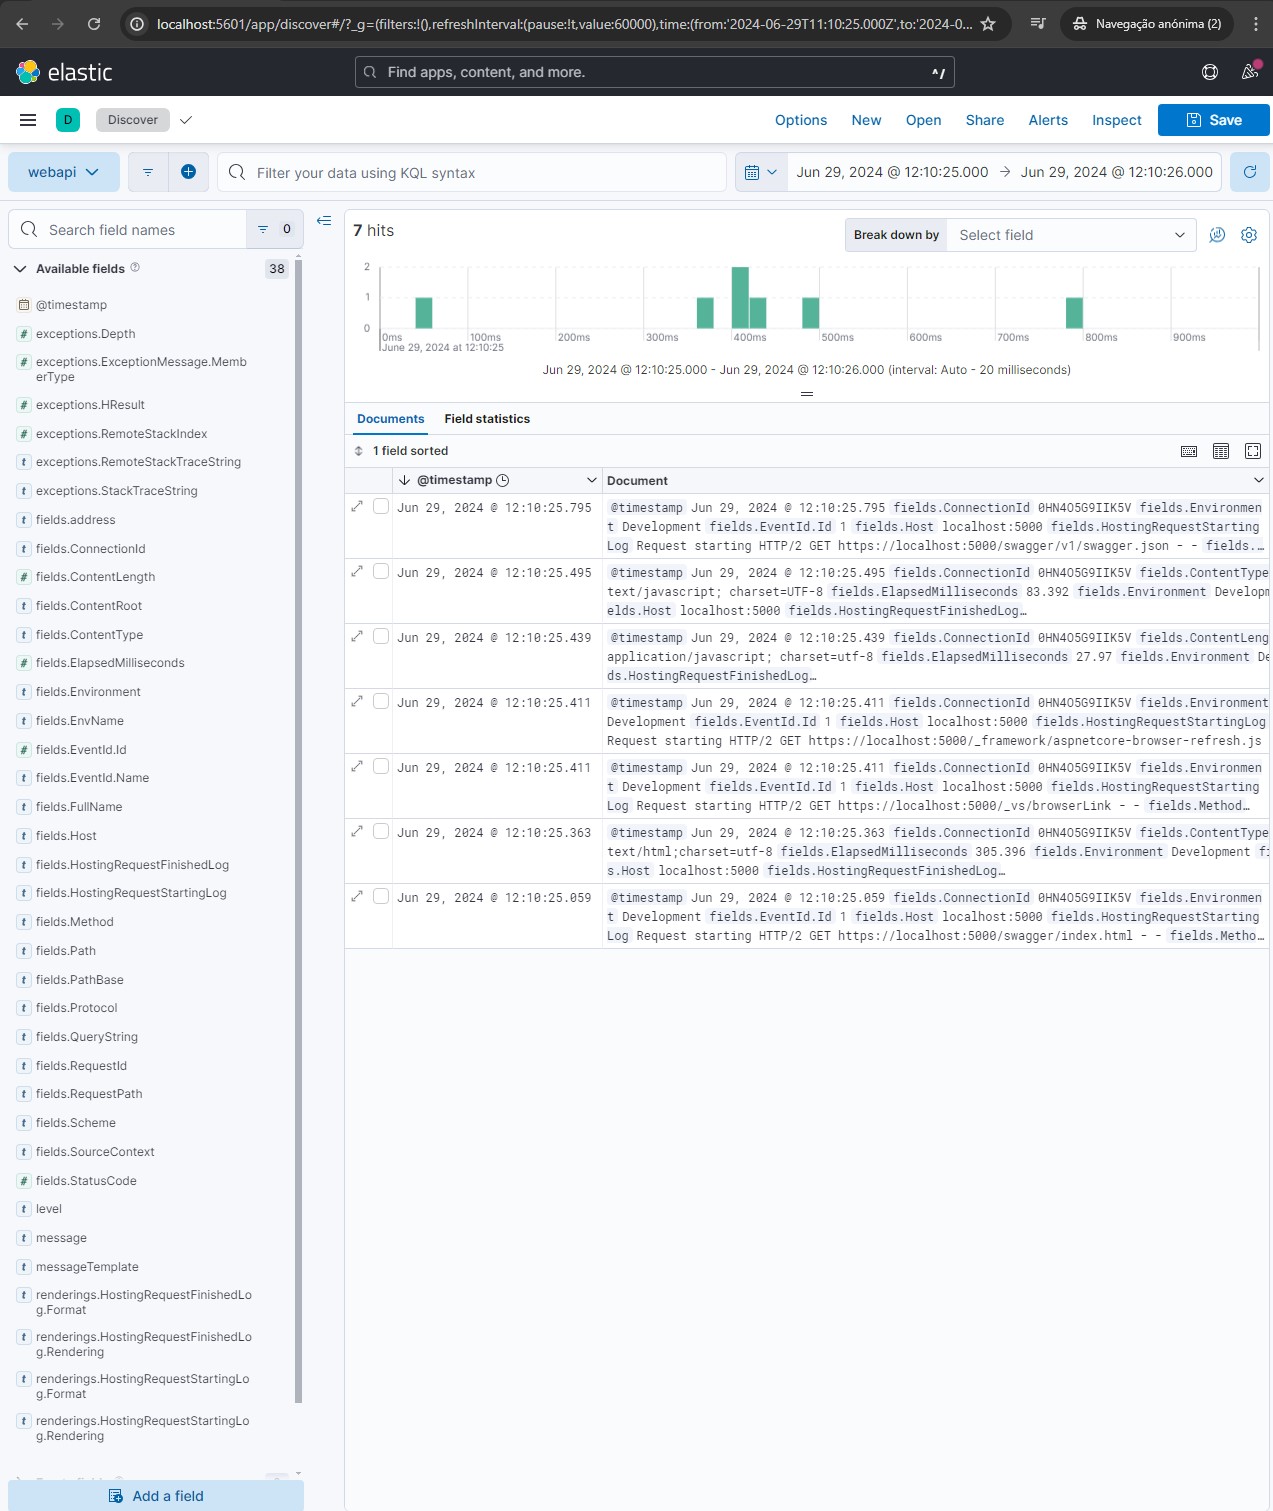 localhost:5601/app/discover#/?_g=(filters:!(),refreshInterval:(pause:!t,value:60000),time:(from:'2024-06-29T11:10:25.000Z',to:'2024-0...
Navegação anónima (2)
elastic
Find apps, content, and more.
^/
D
Discover
Options
New
Open
Share
Alerts
Inspect
Save
webapi
Filter your data using KQL syntax
Jun 29, 2024 @ 12:10:25.000 → Jun 29, 2024 @ 12:10:26.000
Search field names
0
Available fields
38
@timestamp
exceptions.Depth
exceptions.ExceptionMessage.Memb
erType
exceptions.HResult
exceptions.RemoteStackIndex
exceptions.RemoteStackTraceString
exceptions.StackTraceString
fields.address
fields.ConnectionId
fields.ContentLength
fields.ContentRoot
fields.ContentType
fields.ElapsedMilliseconds
fields.Environment
fields.EnvName
fields.EventId.Id
fields.EventId.Name
fields.FullName
fields.Host
fields.HostingRequestFinishedLog
fields.HostingRequestStartingLog
fields.Method
fields.Path
fields.PathBase
fields.Protocol
fields.QueryString
fields.RequestId
fields.RequestPath
fields.Scheme
fields.SourceContext
fields.StatusCode
level
message
messageTemplate
renderings.HostingRequestFinishedLo
g.Format
renderings.HostingRequestFinishedLo
g.Rendering
renderings.HostingRequestStartingLo
g.Format
renderings.HostingRequestStartingLo
g.Rendering
Add a field
7 hits
Break down by
Select field
2
1
0
0ms 100ms 200ms 300ms 400ms 500ms 600ms 700ms 800ms 900ms
June 29, 2024 at 12:10:25
Jun 29, 2024 @ 12:10:25.000 - Jun 29, 2024 @ 12:10:26.000 (interval: Auto - 20 milliseconds)
Documents
Field statistics
1 field sorted
@timestamp
Document
Jun 29, 2024 @ 12:10:25.795
@timestamp Jun 29, 2024 @ 12:10:25.795 fields.ConnectionId 0HN4O5G9IIK5V fields.Environmen
t Development fields.EventId.Id 1 fields.Host localhost:5000 fields.HostingRequestStarting
Log Request starting HTTP/2 GET https://localhost:5000/swagger/v1/swagger.json - - fields.…
Jun 29, 2024 @ 12:10:25.495
@timestamp Jun 29, 2024 @ 12:10:25.495 fields.ConnectionId 0HN4O5G9IIK5V fields.ContentType
text/javascript; charset=UTF-8 fields.ElapsedMilliseconds 83.392 fields.Environment Develop
elds.Host localhost:5000 fields.HostingRequestFinishedLog…
Jun 29, 2024 @ 12:10:25.439
@timestamp Jun 29, 2024 @ 12:10:25.439 fields.ConnectionId 0HN4O5G9IIK5V fields.ContentLeng
application/javascript; charset=utf-8 fields.ElapsedMilliseconds 27.97 fields.Environment De
ds.HostingRequestFinishedLog…
Jun 29, 2024 @ 12:10:25.411
@timestamp Jun 29, 2024 @ 12:10:25.411 fields.ConnectionId 0HN4O5G9IIK5V fields.Environment
Development fields.EventId.Id 1 fields.Host localhost:5000 fields.HostingRequestStartingLog
Request starting HTTP/2 GET https://localhost:5000/_framework/aspnetcore-browser-refresh.js
Jun 29, 2024 @ 12:10:25.411
@timestamp Jun 29, 2024 @ 12:10:25.411 fields.ConnectionId 0HN4O5G9IIK5V fields.Environmen
t Development fields.EventId.Id 1 fields.Host localhost:5000 fields.HostingRequestStarting
Log Request starting HTTP/2 GET https://localhost:5000/_vs/browserLink - - fields.Method…
Jun 29, 2024 @ 12:10:25.363
@timestamp Jun 29, 2024 @ 12:10:25.363 fields.ConnectionId 0HN4O5G9IIK5V fields.ContentType
text/html;charset=utf-8 fields.ElapsedMilliseconds 305.396 fields.Environment Development fi
s.Host localhost:5000 fields.HostingRequestFinishedLog…
Jun 29, 2024 @ 12:10:25.059
@timestamp Jun 29, 2024 @ 12:10:25.059 fields.ConnectionId 0HN4O5G9IIK5V fields.Environmen
t Development fields.EventId.Id 1 fields.Host localhost:5000 fields.HostingRequestStarting
Log Request starting HTTP/2 GET https://localhost:5000/swagger/index.html - - fields.Metho…